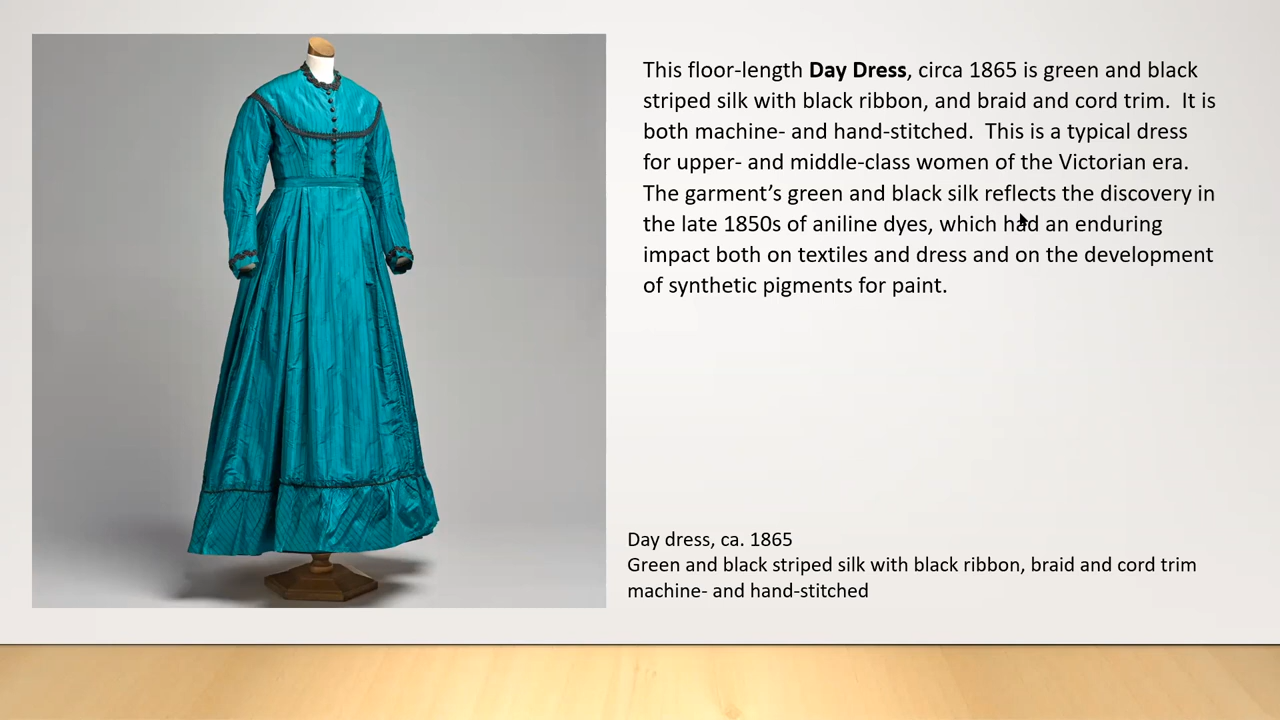 This floor-length Day Dress, circa 1865 is green and black
striped silk with black ribbon, and braid and cord trim.  It is
both machine- and hand-stitched.  This is a typical dress
for upper- and middle-class women of the Victorian era.
The garment’s green and black silk reflects the discovery in
the late 1850s of aniline dyes, which had an enduring
impact both on textiles and dress and on the development
of synthetic pigments for paint.
Day dress, ca. 1865
Green and black striped silk with black ribbon, braid and cord trim
machine- and hand-stitched